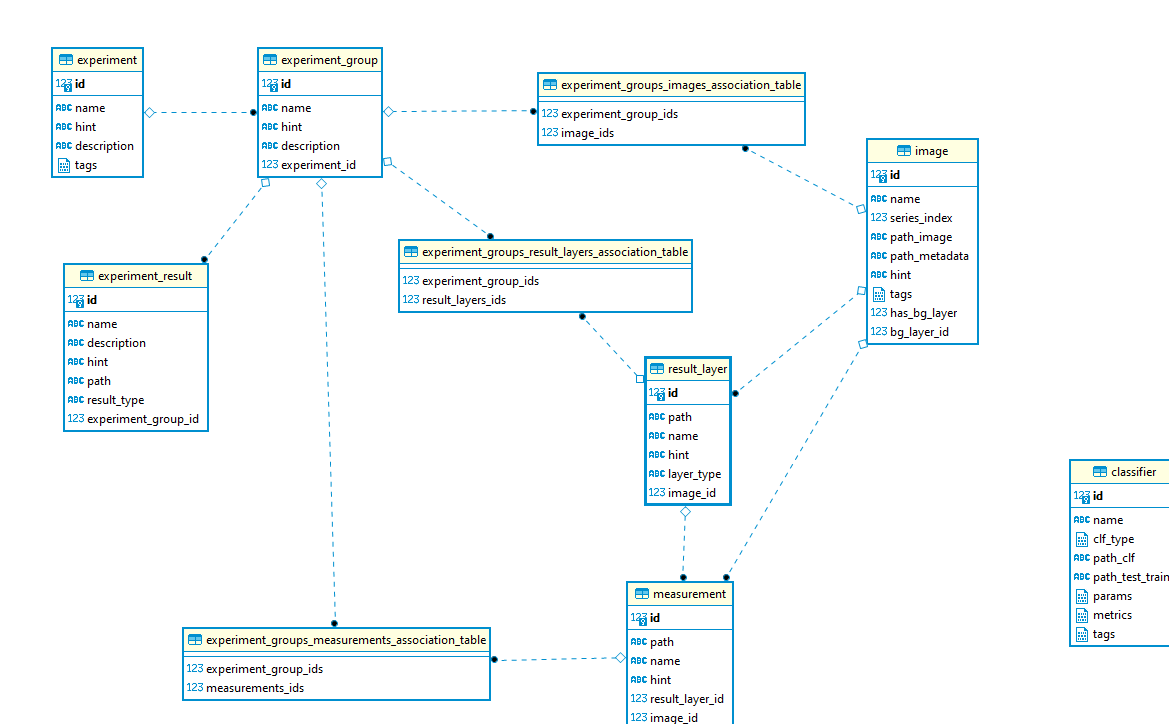 experiment
123 id
ABC name
ABC hint
ABC description
tags
experiment_group
123 id
ABC name
ABC hint
ABC description
123 experiment_id
experiment_groups_images_association_table
123 experiment_group_ids
123 image_ids
image
123 id
ABC name
123 series_index
ABC path_image
ABC path_metadata
ABC hint
tags
123 has_bg_layer
123 bg_layer_id
experiment_groups_result_layers_association_table
123 experiment_group_ids
123 result_layers_ids
experiment_result
123 id
ABC name
ABC description
ABC hint
ABC path
ABC result_type
123 experiment_group_id
result_layer
123 id
ABC path
ABC name
ABC hint
ABC layer_type
123 image_id
classifier
123 id
ABC name
clf_type
ABC path_clf
ABC path_test_train
params
metrics
tags
measurement
123 id
ABC path
ABC name
ABC hint
123 result_layer_id
123 image_id
experiment_groups_measurements_association_table
123 experiment_group_ids
123 measurements_ids